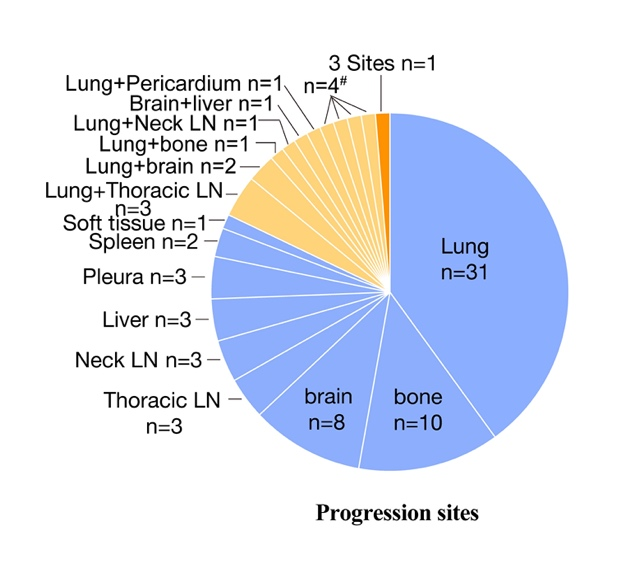 3 Sites n=1
n=4#
Lung+Pericardium n=1
Brain+liver n=1
Lung+Neck LN n=1
Lung+bone n=1
Lung+brain n=2
Lung+Thoracic LN
n=3
Soft tissue n=1
Spleen n=2
Pleura n=3
Liver n=3
Neck LN n=3
Thoracic LN
n=3
brain
n=8
bone
n=10
Lung
n=31
Progression sites